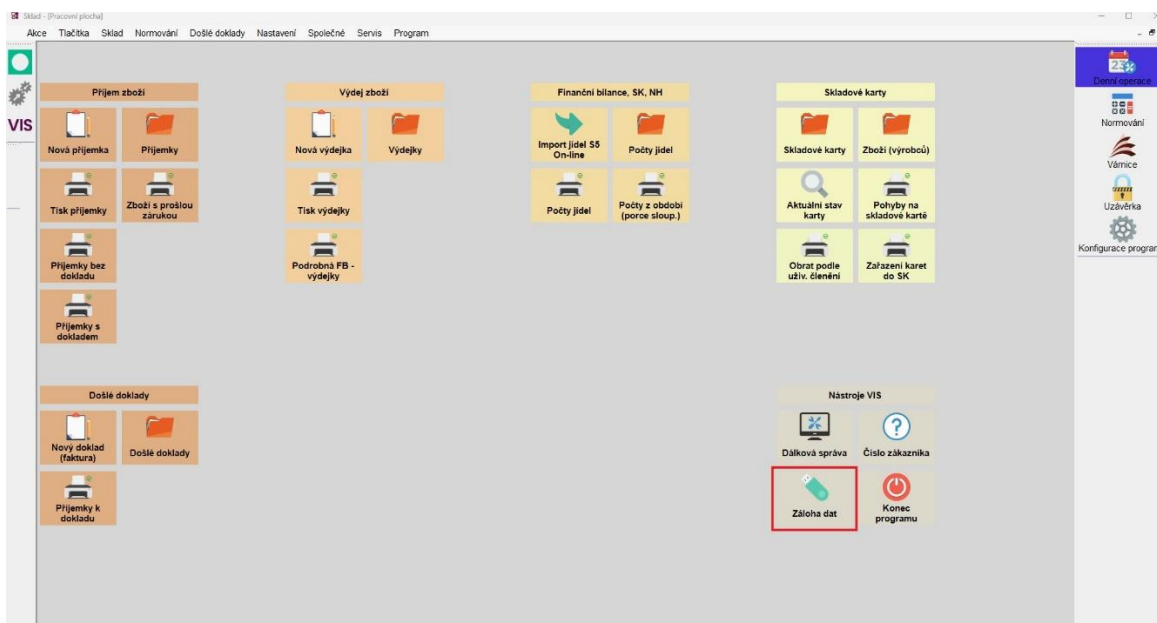 Sklad - [Pracovní plocha]
Akce Tlačítka Sklad Normování Došlé doklady Nastavení Společné Servis Program
VIS
Příjem zboží
Nová příjemka
Příjemky
Tisk příjemky
Zboží s prošlou
zárukou
Příjemky bez
dokladu
Příjemky s
dokladem
Výdej zboží
Nová výdejka
Výdejky
Tisk výdejky
Podrobná FB -
výdejky
Finanční bilance, SK, NH
Import jídel S5
On-line
Počty jídel
Počty jídel
Počty z období
(porce sloup.)
Skladové karty
Skladové karty
Zboží (výrobců)
Aktuální stav
karty
Pohyby na
skladové kartě
Obrat podle
uživ. členění
Zařazení karet
do SK
Došlé doklady
Nový doklad
(faktura)
Došlé doklady
Příjemky k
dokladu
Nástroje VIS
Dálková správa
Číslo zákazníka
Záloha dat
Konec
programu
23
Denní operace
Normování
Várnice
Uzávěrka
Konfigurace program